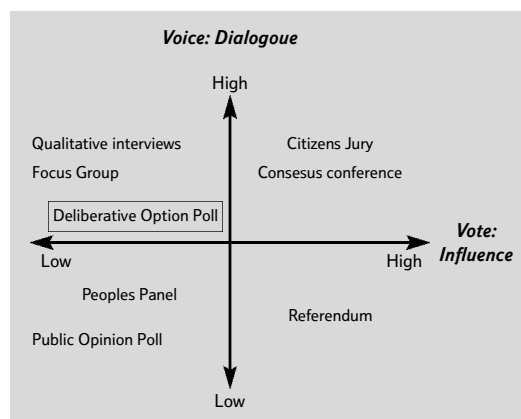 Voice: Dialogoue
High
Qualitative interviews
Citizens Jury
Focus Group
Consesus conference
Deliberative Option Poll
Vote:
Influence
Low
High
Peoples Panel
Referendum
Public Opinion Poll
Low